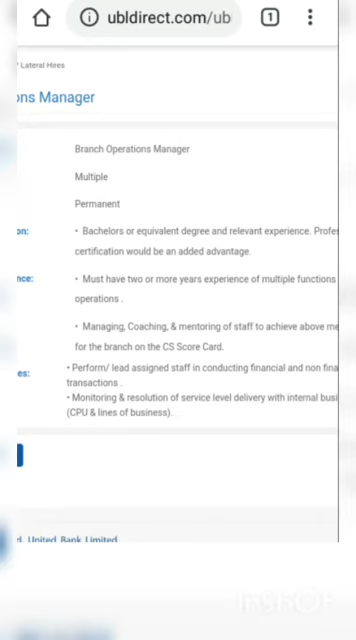 ubldirect.com/ub
1
/ Lateral Hires
ons Manager
Branch Operations Manager
Multiple
Permanent
on:
• Bachelors or equivalent degree and relevant experience. Profes
certification would be an added advantage.
nce:
• Must have two or more years experience of multiple functions
operations .
• Managing, Coaching, & mentoring of staff to achieve above me
for the branch on the CS Score Card.
es:
• Perform/ lead assigned staff in conducting financial and non fina
transactions .
• Monitoring & resolution of service level delivery with internal busi
(CPU & lines of business).
d. United Bank Limited
InShOt